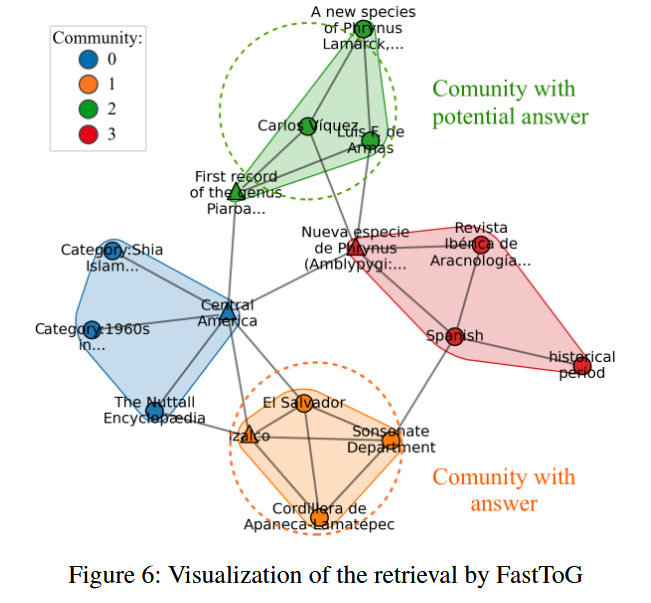 Community:
0
1
2
3
A new species
of Phrynus
Lamarck,...
Carlos Víquez
Luis F. de
Armas
First record
of the genus
Piarba...
Comunity with
potential answer
Nueva especie
de Phrynus
(Amblypygi:...
Revista
Ibérica de
Aracnología...
Spanish
historical
period
Category:Shia
Islam...
Category:1960s
in...
Central
America
The Nuttall
Encyclopædia
Izalco
El Salvador
Sonsonate
Department
Cordillera de
Apaneca-Lamatepec
Comunity with
answer
Figure 6: Visualization of the retrieval by FastToG